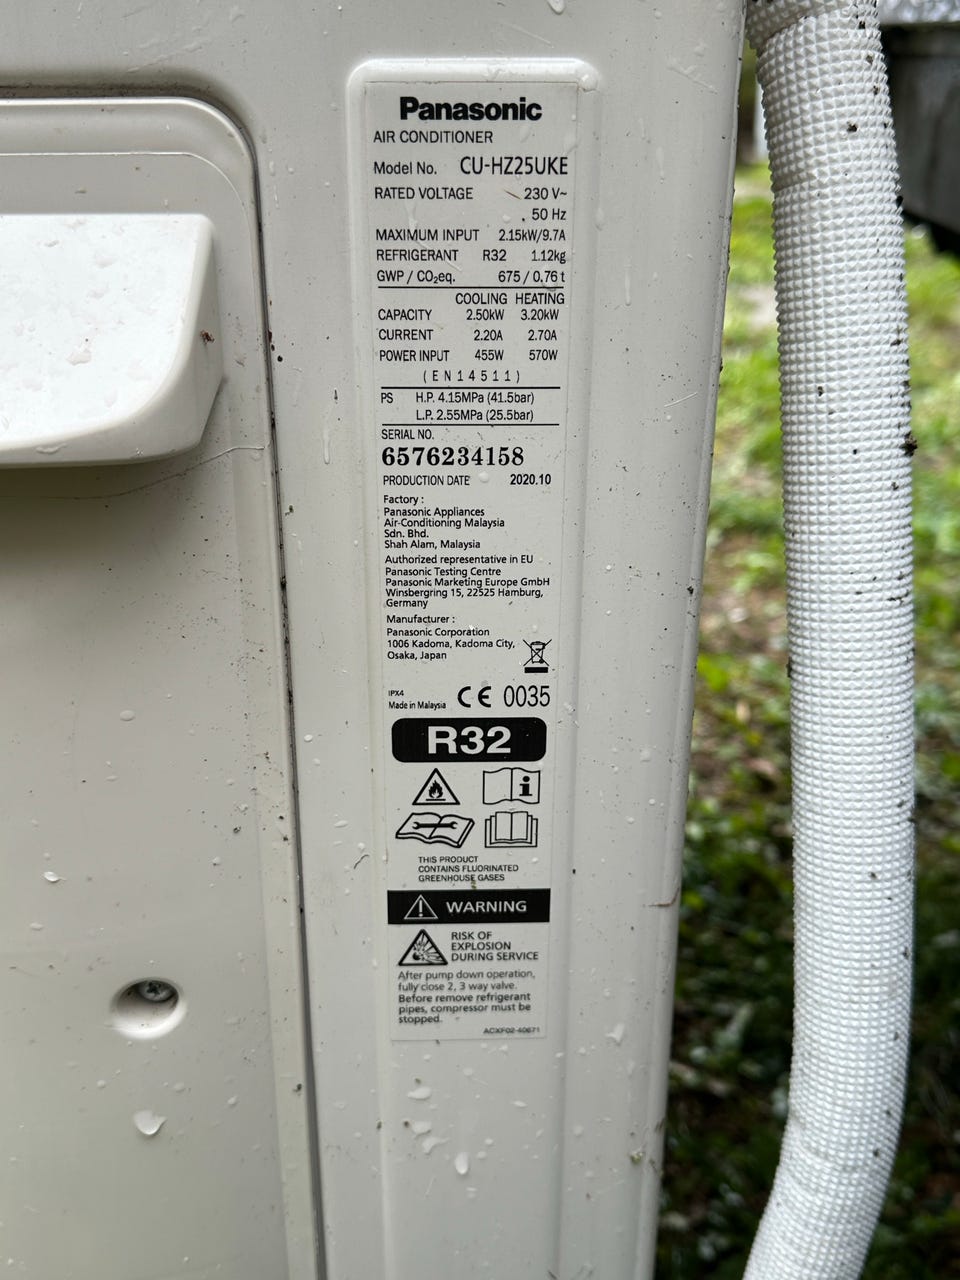 Panasonic
AIR CONDITIONER
Model No. CU-HZ25UKE
RATED VOLTAGE 230 V~
50 Hz
MAXIMUM INPUT 2.15kW/9.7A
REFRIGERANT R32 1.12kg
GWP / CO₂eq. 675 / 0.76 t
COOLING HEATING
CAPACITY 2.50kW 3.20kW
CURRENT 2.20A 2.70A
POWER INPUT 455W 570W
(EN14511)
PS H.P. 4.15MPa (41.5bar)
L.P. 2.55MPa (25.5bar)
SERIAL NO.
6576234158
PRODUCTION DATE 2020.10
Factory :
Panasonic Appliances
Air-Conditioning Malaysia
Sdn. Bhd.
Shah Alam, Malaysia
Authorized representative in EU
Panasonic Testing Centre
Panasonic Marketing Europe GmbH
Winsbergring 15, 22525 Hamburg,
Germany
Manufacturer :
Panasonic Corporation
1006 Kadoma, Kadoma City,
Osaka, Japan
IPX4
Made in Malaysia CE 0035
R32
THIS PRODUCT
CONTAINS FLUORINATED
GREENHOUSE GASES
WARNING
RISK OF
EXPLOSION
DURING SERVICE
After pump down operation,
fully close 2, 3 way valve.
Before remove refrigerant
pipes, compressor must be
stopped.
ACXF02-40671